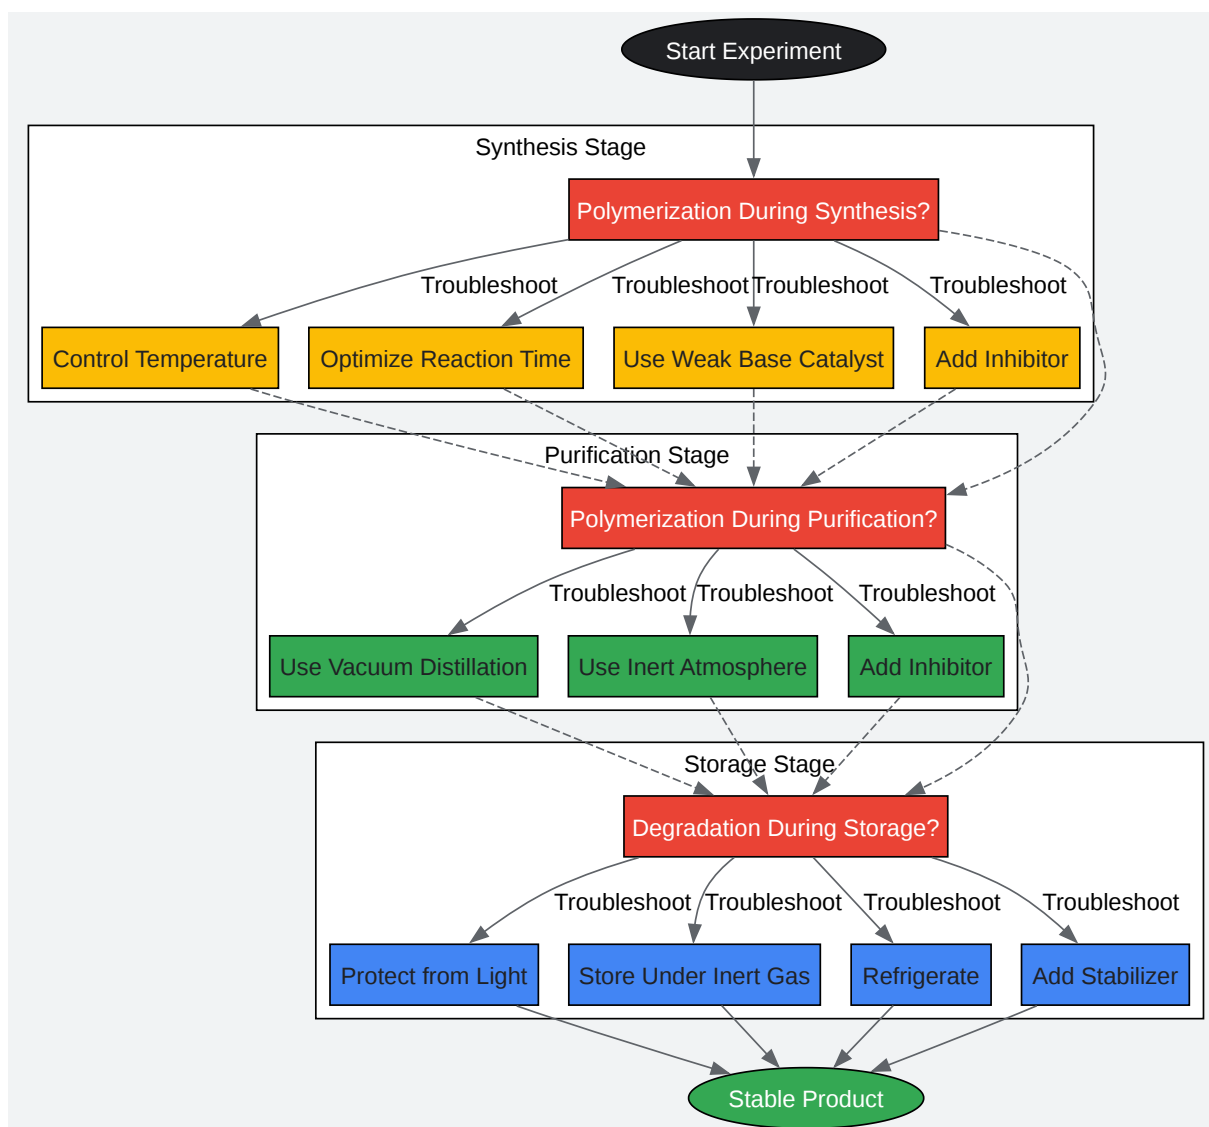 Start Experiment
Synthesis Stage
Polymerization During Synthesis?
Troubleshoot
Troubleshoot
Troubleshoot
Troubleshoot
Control Temperature
Optimize Reaction Time
Use Weak Base Catalyst
Add Inhibitor
Purification Stage
Polymerization During Purification?
Troubleshoot
Troubleshoot
Troubleshoot
Use Vacuum Distillation
Use Inert Atmosphere
Add Inhibitor
Storage Stage
Degradation During Storage?
Troubleshoot
Troubleshoot
Troubleshoot
Troubleshoot
Protect from Light
Store Under Inert Gas
Refrigerate
Add Stabilizer
Stable Product